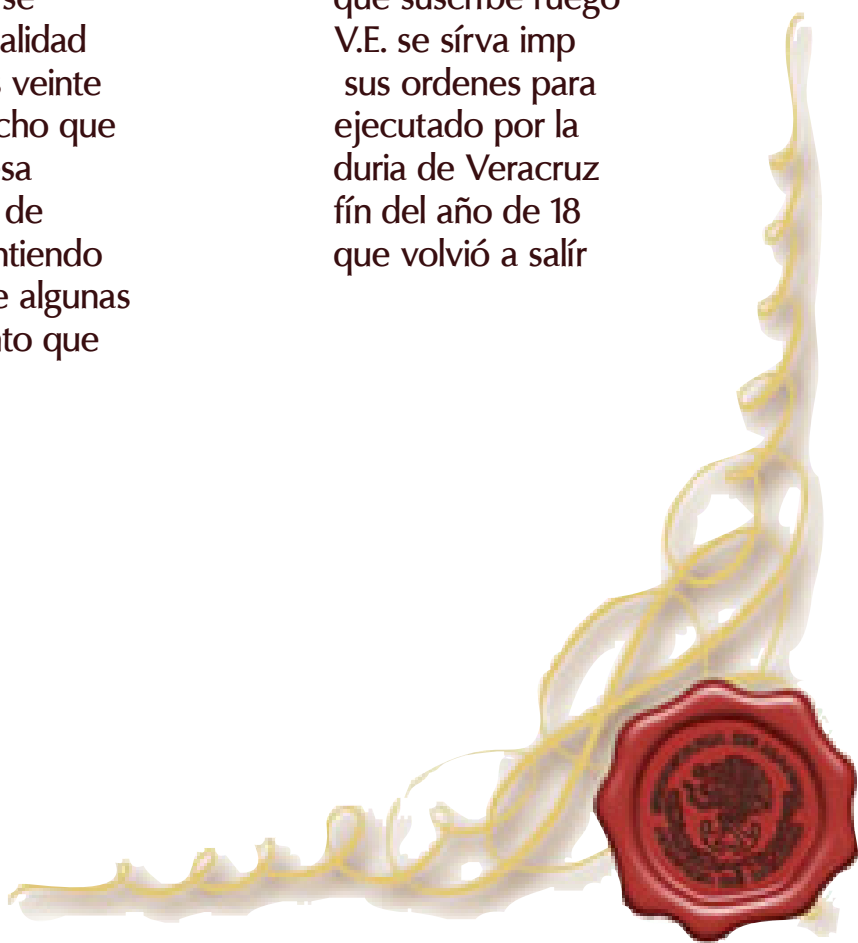 se
alidad
veinte
cho que
sa
de
ntiendo
e algunas
nto que
que suscribe ruego
V.E. se sírva imp
sus ordenes para
ejecutado por la
duria de Veracruz
fín del año de 18
que volvió a salír